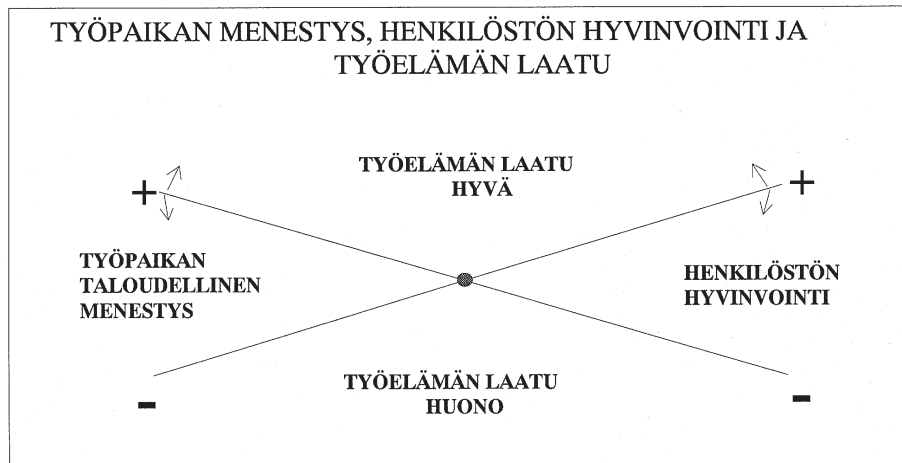 TYÖPAIKAN MENESTYS, HENKILÖSTÖN HYVINVOINTI JA
TYÖELÄMÄN LAATU
TYÖELÄMÄN LAATU
HYVÄ
+
+
TYÖPAIKAN
TALOUDELLINEN
MENESTYS
HENKILÖSTÖN
HYVINVOINTI
TYÖELÄMÄN LAATU
HUONO
-
-